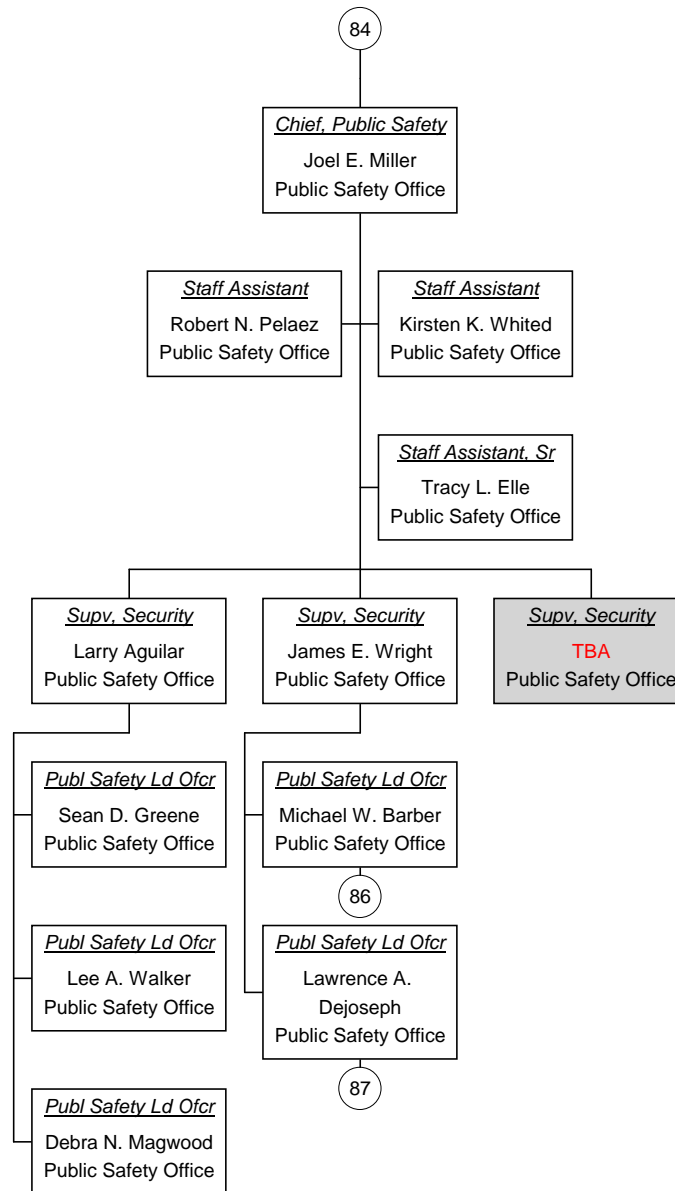 84
Chief, Public Safety
Joel E. Miller
Public Safety Office
Staff Assistant
Robert N. Pelaez
Public Safety Office
Staff Assistant
Kirsten K. Whited
Public Safety Office
Staff Assistant, Sr
Tracy L. Elle
Public Safety Office
Supv, Security
Larry Aguilar
Public Safety Office
Supv, Security
James E. Wright
Public Safety Office
Supv, Security
TBA
Public Safety Office
Publ Safety Ld Ofcr
Sean D. Greene
Public Safety Office
Publ Safety Ld Ofcr
Michael W. Barber
Public Safety Office
86
Publ Safety Ld Ofcr
Lee A. Walker
Public Safety Office
Publ Safety Ld Ofcr
Lawrence A.
Dejoseph
Public Safety Office
87
Publ Safety Ld Ofcr
Debra N. Magwood
Public Safety Office